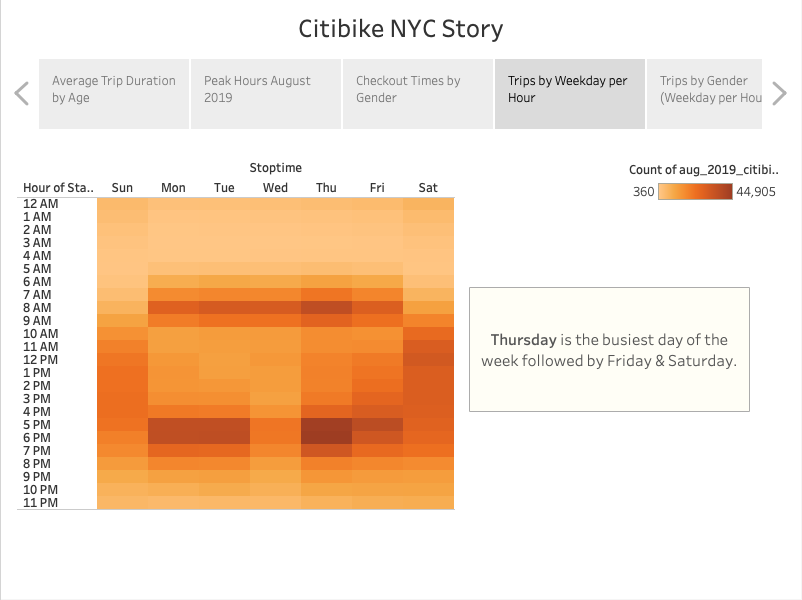 Citibike NYC Story
Average Trip Duration
by Age
Peak Hours August
2019
Checkout Times by
Gender
Trips by Weekday per
Hour
Trips by Gender
(Weekday per Hou
Stoptime
Hour of Sta.. Sun Mon Tue Wed Thu Fri Sat
12 AM
1 AM
2 AM
3 AM
4 AM
5 AM
6 AM
7 AM
8 AM
9 AM
10 AM
11 AM
12 PM
1 PM
2 PM
3 PM
4 PM
5 PM
6 PM
7 PM
8 PM
9 PM
10 PM
11 PM
Count of aug_2019_citibi..
360 44,905
Thursday is the busiest day of the
week followed by Friday & Saturday.